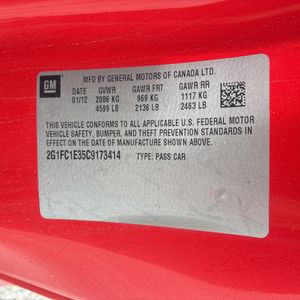 GM
MFD BY GENERAL MOTORS OF CANADA LTD.
DATE GVWR GAWR FRT GAWR RR
01/12 2086 KG 969 KG 1117 KG
4599 LB 2136 LB 2463 LB
THIS VEHICLE CONFORMS TO ALL APPLICABLE U.S. FEDERAL MOTOR
VEHICLE SAFETY, BUMPER, AND THEFT PREVENTION STANDARDS IN
EFFECT ON THE DATE OF MANUFACTURE SHOWN ABOVE.
2G1FC1E35C9173414
TYPE: PASS CAR